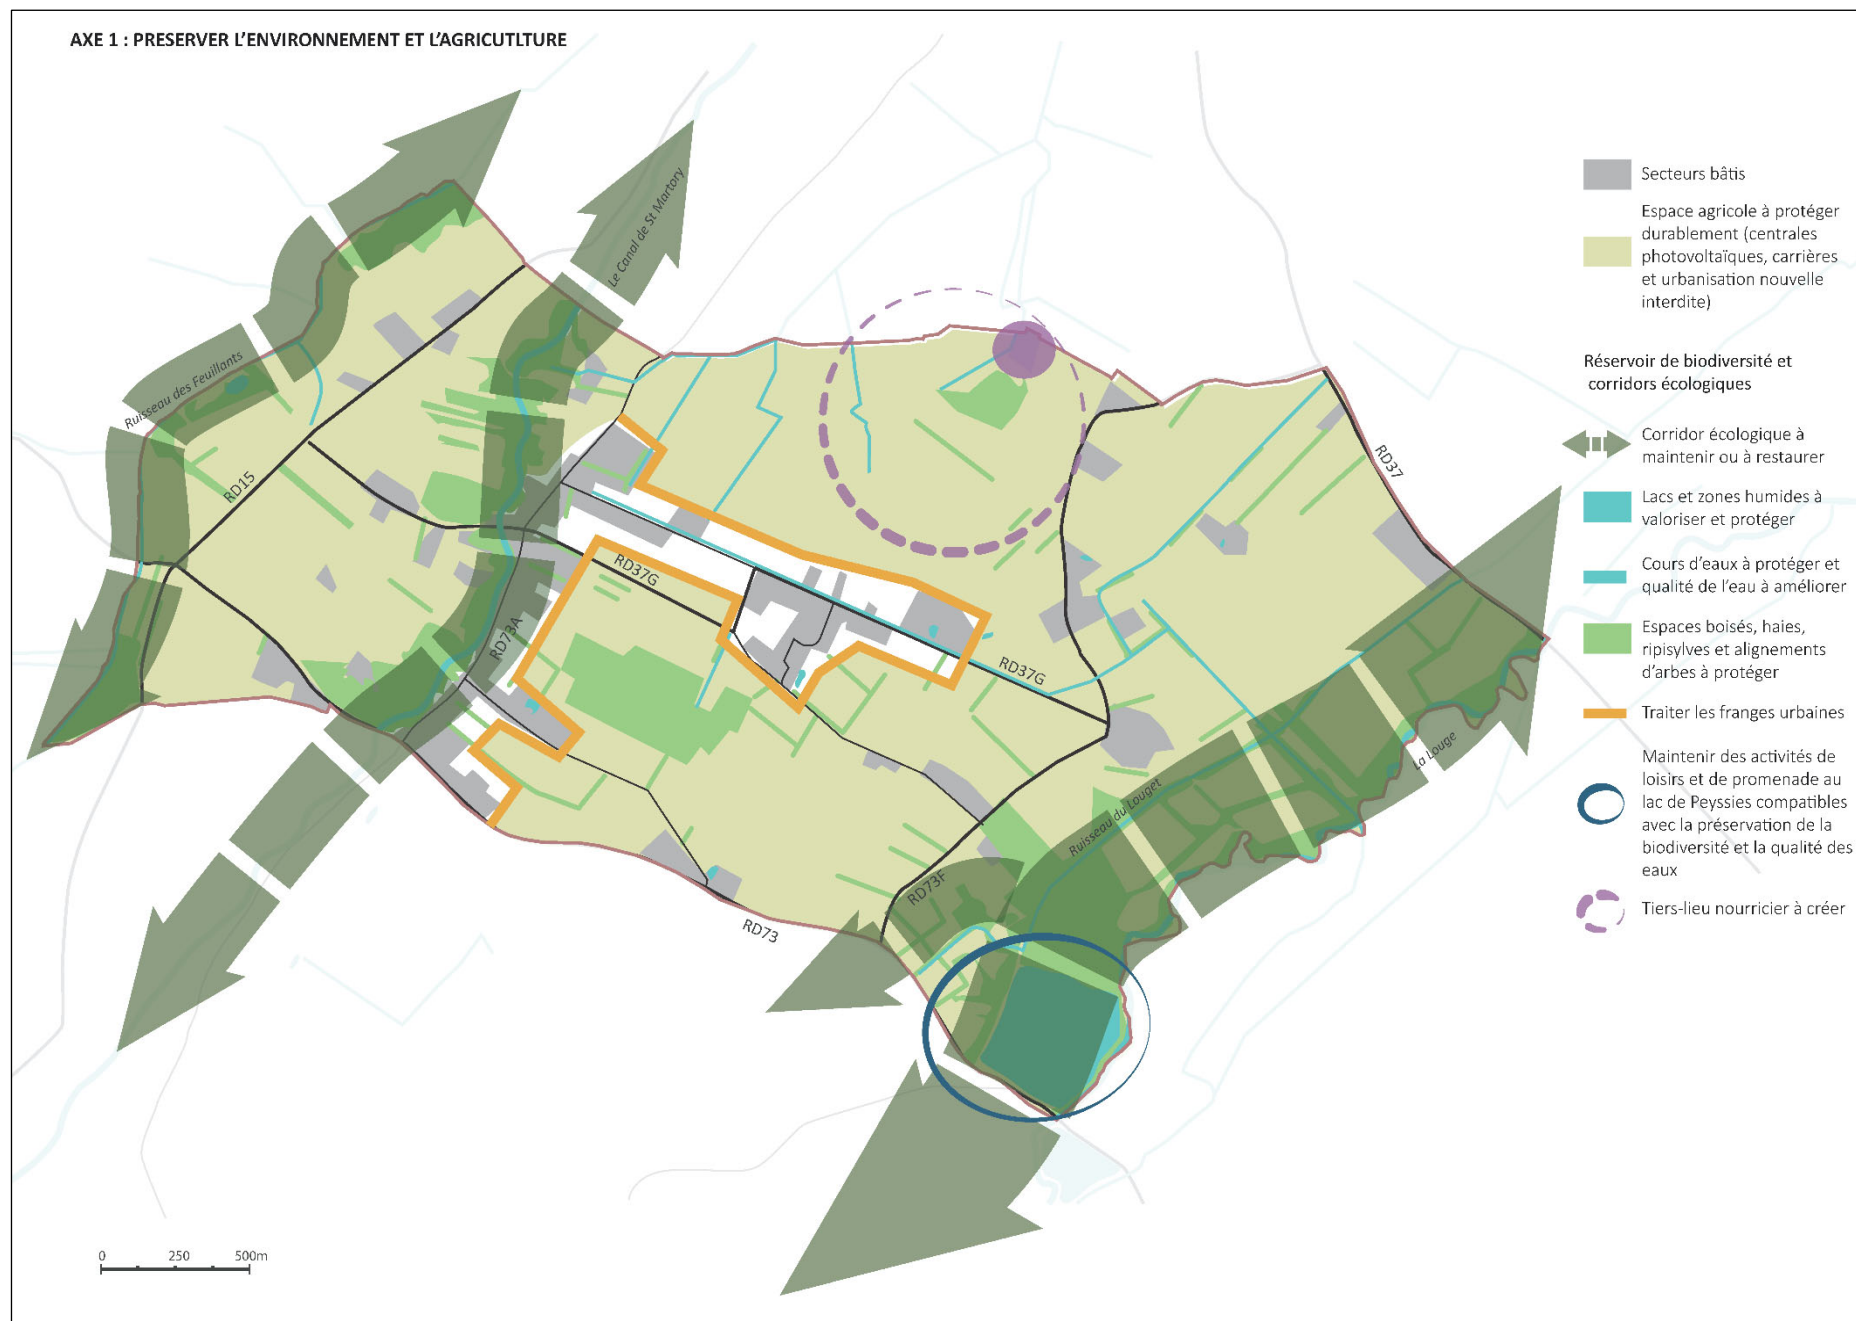 AXE 1 : PRESERVER L'ENVIRONNEMENT ET L'AGRICUTLTURE
Le Canal de St Martory
Ruisseau des Feuillants
RD15
RD37
RD37G
RD73A
RD37G
La Louge
Ruisseau du Louget
RD73F
RD73
0 250 500m
Secteurs bâtis
Espace agricole à protéger
durablement (centrales
photovoltaïques, carrières
et urbanisation nouvelle
interdite)
Réservoir de biodiversité et
corridors écologiques
Corridor écologique à
maintenir ou à restaurer
Lacs et zones humides à
valoriser et protéger
Cours d'eaux à protéger et
qualité de l'eau à améliorer
Espaces boisés, haies,
ripisylves et alignements
d'arbes à protéger
Traiter les franges urbaines
Maintenir des activités de
loisirs et de promenade au
lac de Peyssies compatibles
avec la préservation de la
biodiversité et la qualité des
eaux
Tiers-lieu nourricier à créer